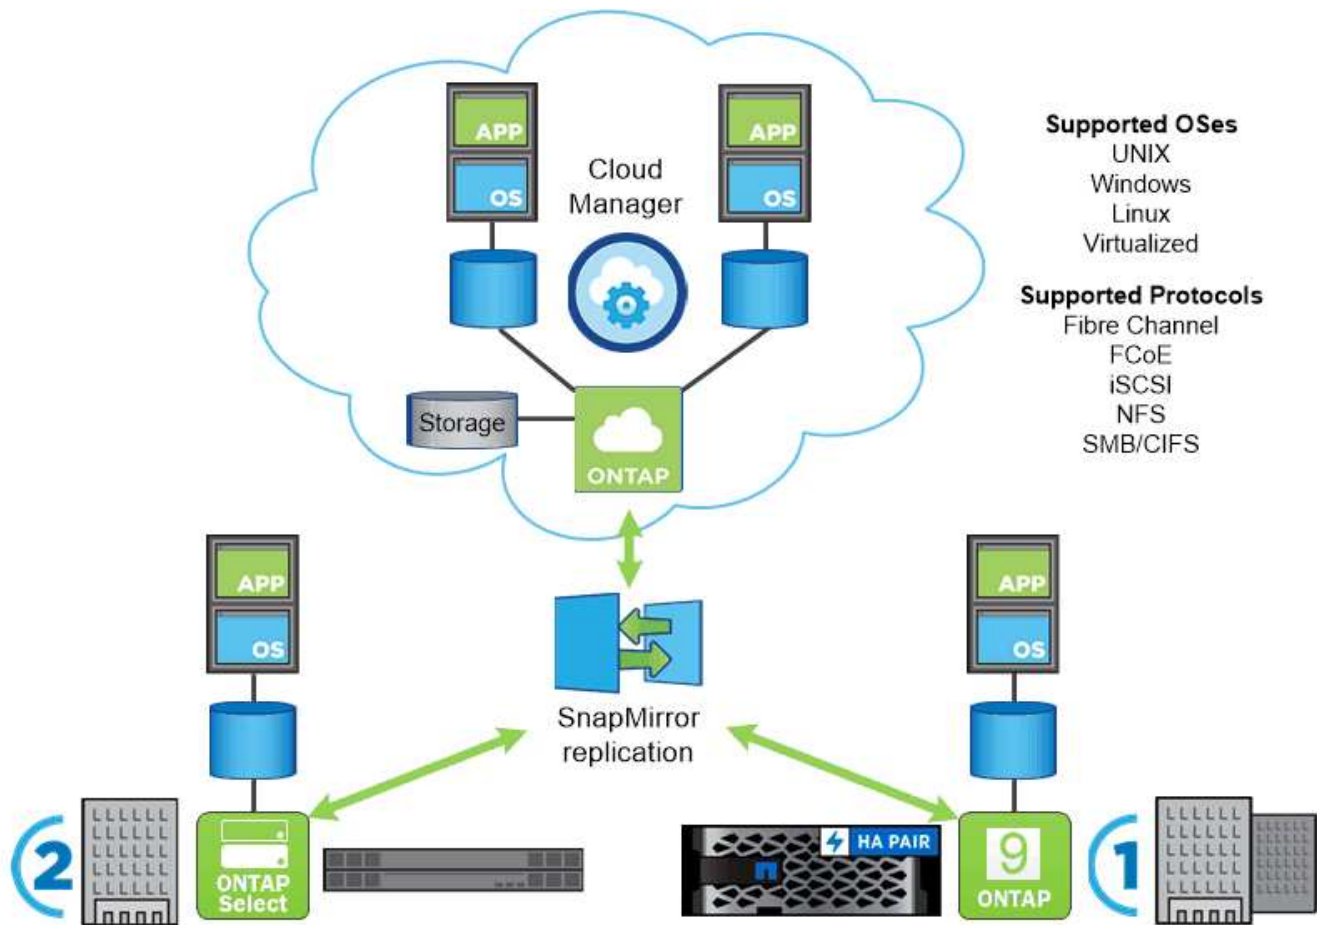 APP
OS
Cloud
Manager
APP
OS
Storage
ONTAP
Supported OSes
UNIX
Windows
Linux
Virtualized
Supported Protocols
Fibre Channel
FCoE
iSCSI
NFS
SMB/CIFS
APP
OS
SnapMirror
replication
APP
OS
2
ONTAP
Select
HA PAIR
9
ONTAP
1